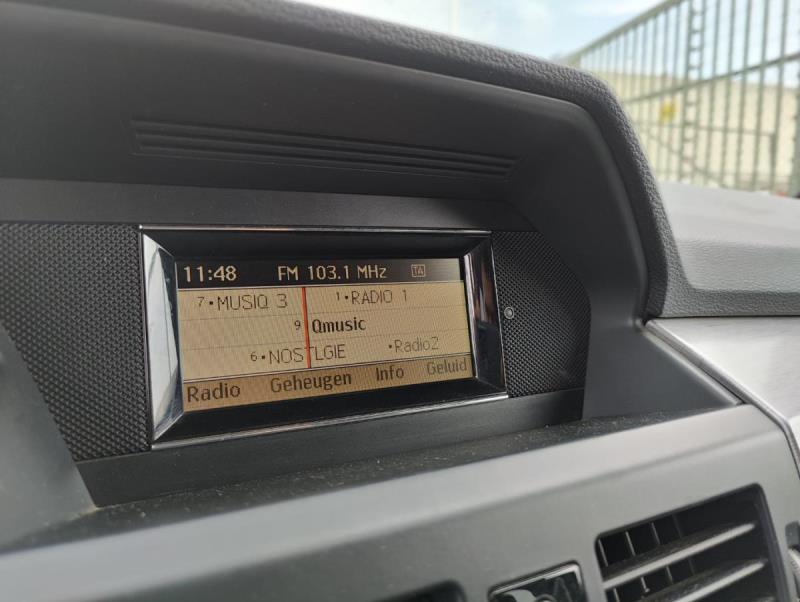 11:48 FM 103.1 MHz TA
7•MUSIQ 3 1•RADIO 1
9 Qmusic
6•NOSTLGIE •Radio2
Radio Geheugen Info Geluid